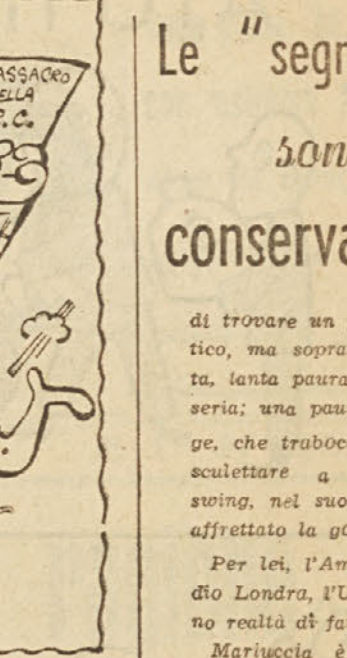 ASSACRO
ELLA
P.C.
Le "segr
son
conserva
di trovare un
tico, ma sopra
ta, tanta paura
seria; una pau
ge, che traboc
sculettare a
swing, nel suo
affrettato la ga
Per lei, l'Am
dio Londra, l'U
no realtà di fa
Mariuccia è